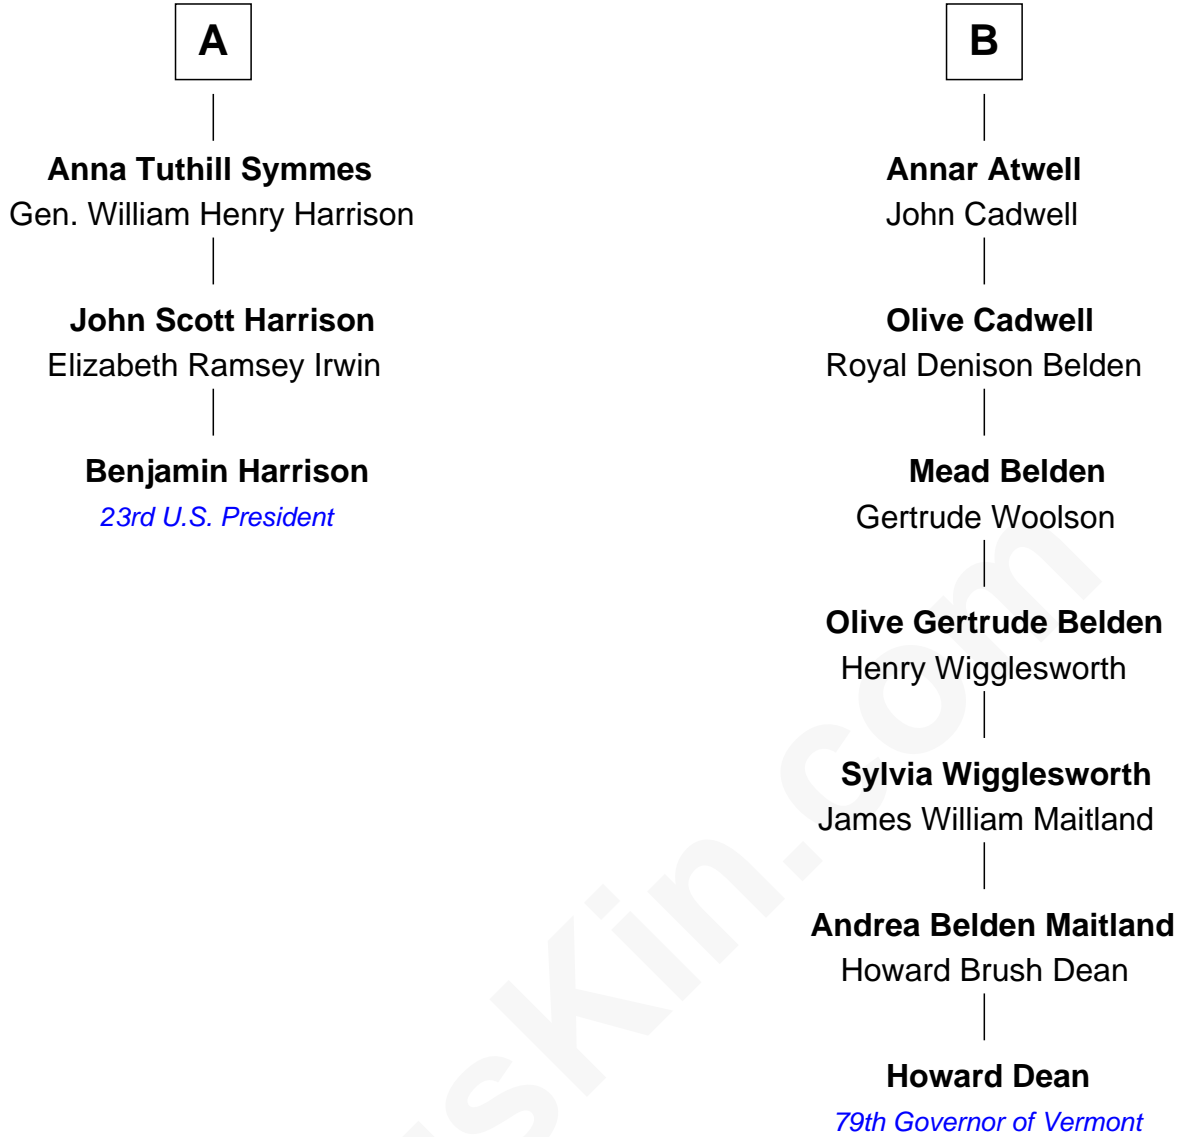 A
Anna Tuthill Symmes
Gen. William Henry Harrison
John Scott Harrison
Elizabeth Ramsey Irwin
Benjamin Harrison
23rd U.S. President
B
Annar Atwell
John Cadwell
Olive Cadwell
Royal Denison Belden
Mead Belden
Gertrude Woolson
Olive Gertrude Belden
Henry Wigglesworth
Sylvia Wigglesworth
James William Maitland
Andrea Belden Maitland
Howard Brush Dean
Howard Dean
79th Governor of Vermont
usKin.com